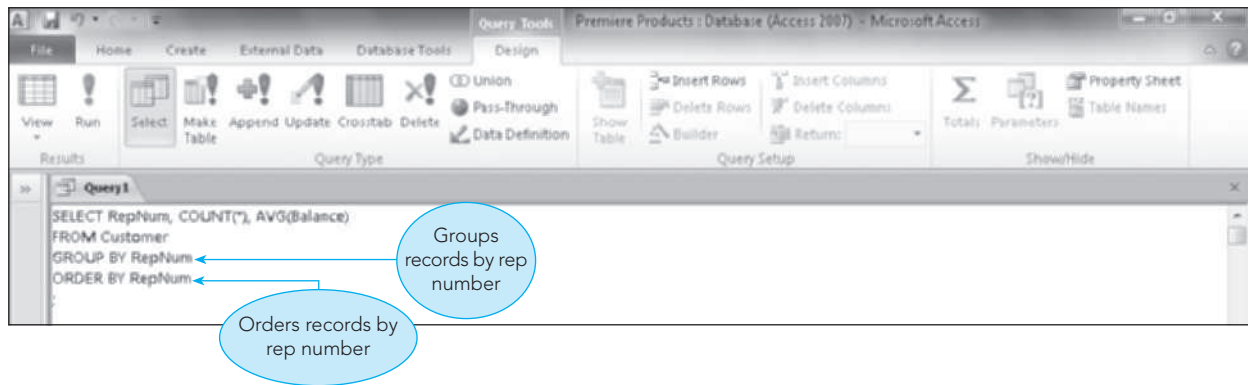 Query Tools
Premiere Products : Database (Access 2007) - Microsoft Access
File Home Create External Data Database Tools Design
View
Run
Select
Make Table
Append
Update
Crosstab
Delete
Union
Pass-Through
Data Definition
Show Table
Insert Rows
Delete Rows
Builder
Insert Columns
Delete Columns
Return:
Totals
Parameters
Property Sheet
Table Names
Results
Query Type
Query Setup
Show/Hide
Query1
SELECT RepNum, COUNT(*), AVG(Balance)
FROM Customer
GROUP BY RepNum
ORDER BY RepNum
;
Groups
records by rep
number
Orders records by
rep number